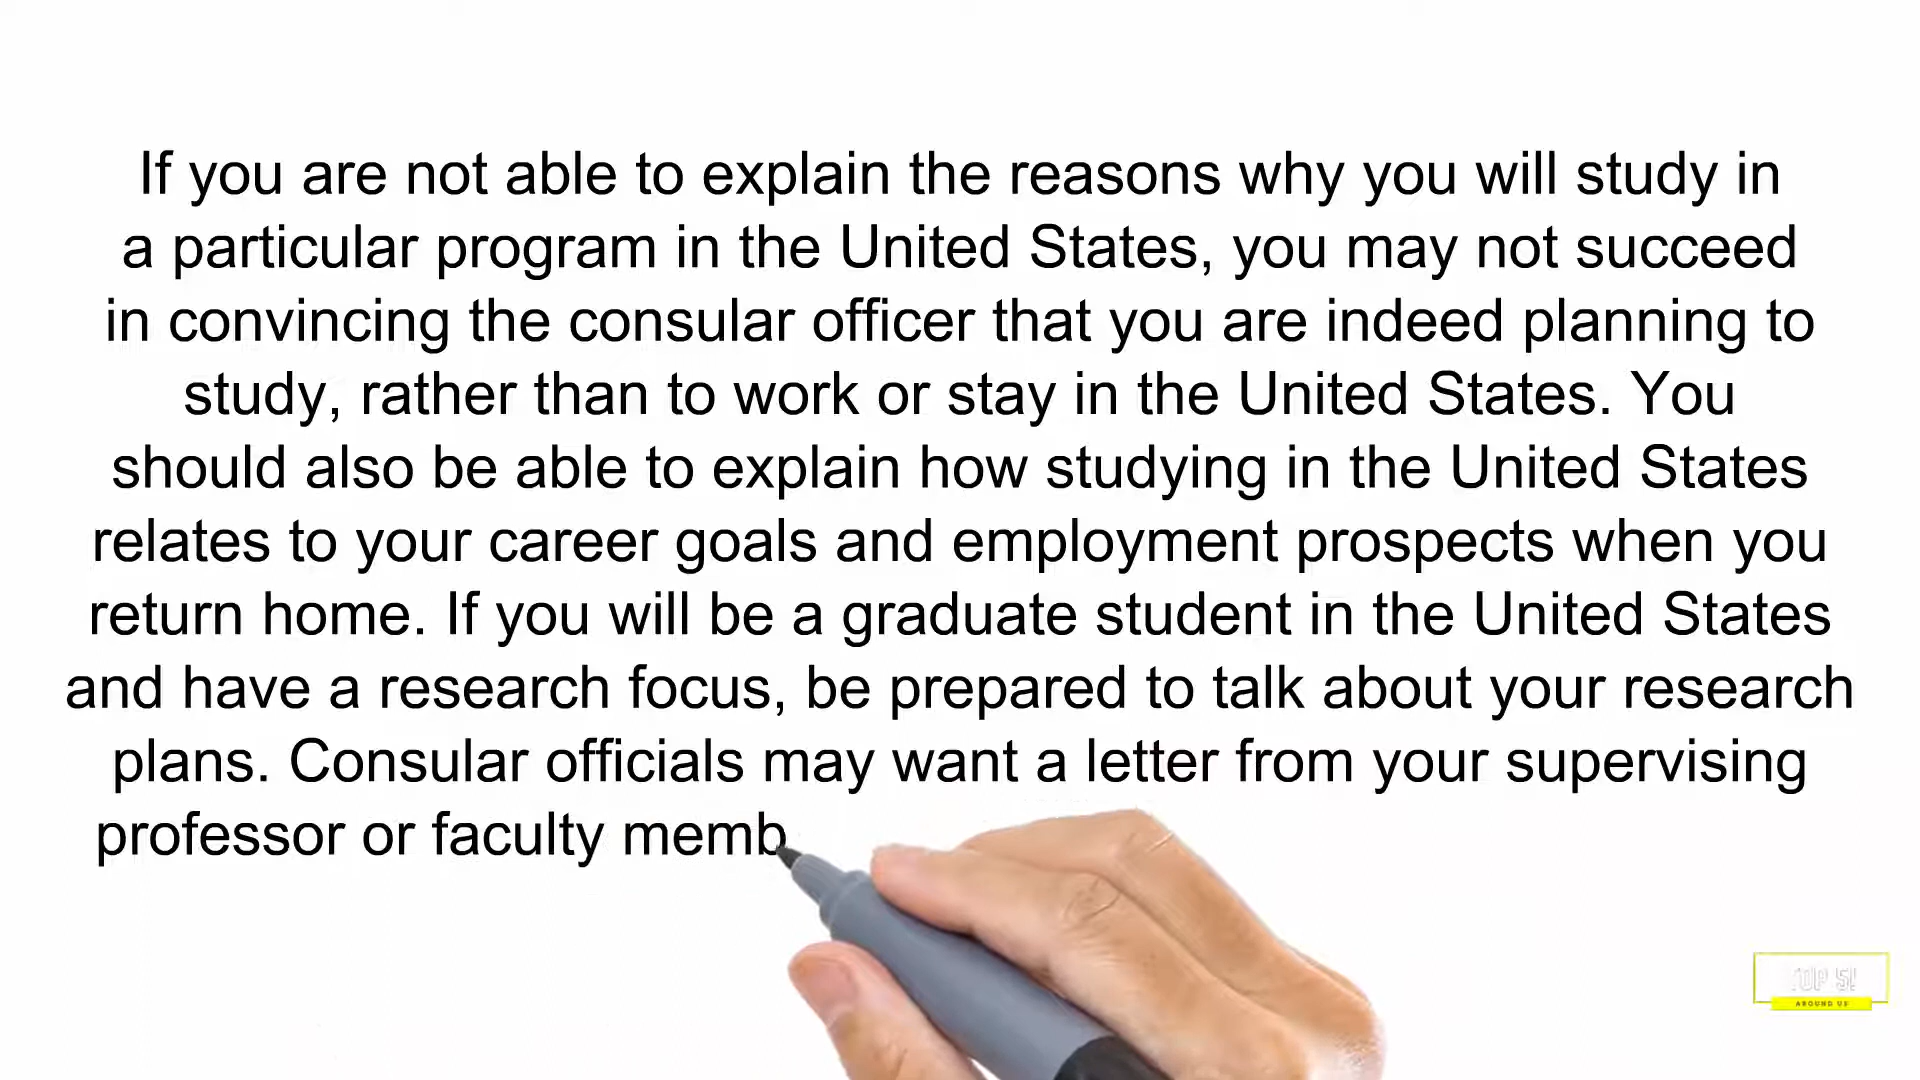 If you are not able to explain the reasons why you will study in
a particular program in the United States, you may not succeed
in convincing the consular officer that you are indeed planning to
study, rather than to work or stay in the United States. You
should also be able to explain how studying in the United States
relates to your career goals and employment prospects when you
return home. If you will be a graduate student in the United States
and have a research focus, be prepared to talk about your research
plans. Consular officials may want a letter from your supervising
professor or faculty memb
TOP 5!
AROUND US